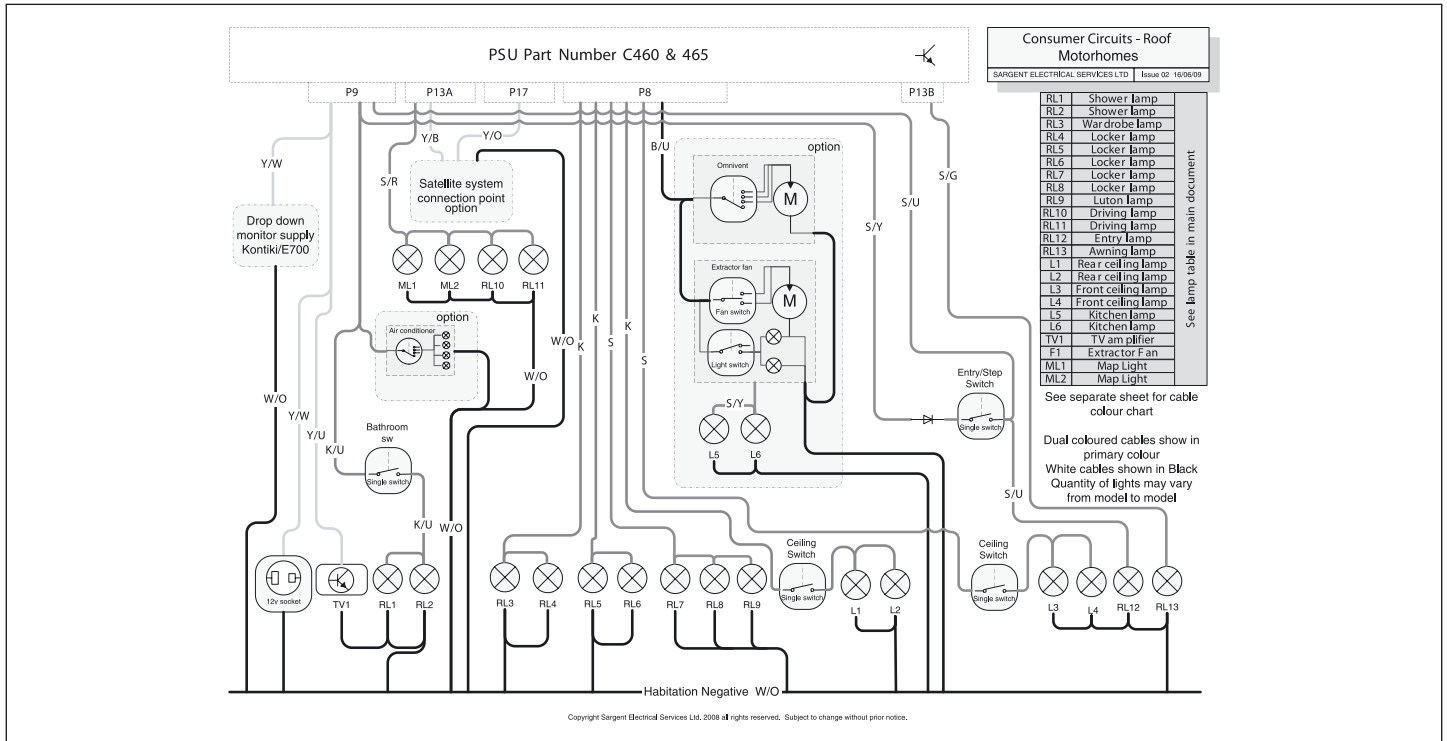 PSU Part Number C460 & 465
Consumer Circuits - Roof
Motorhomes
SARGENT ELECTRICAL SERVICES LTD
Issue 02 16/06/09
P9
P13A
P17
P8
P13B
RL1 Shower lamp
RL2 Shower lamp
RL3 Wardrobe lamp
RL4 Locker lamp
RL5 Locker lamp
RL6 Locker lamp
RL7 Locker lamp
RL8 Locker lamp
RL9 Luton lamp
RL10 Driving lamp
RL11 Driving lamp
RL12 Entry lamp
RL13 Awning lamp
L1 Rear ceiling lamp
L2 Rear ceiling lamp
L3 Front ceiling lamp
L4 Front ceiling lamp
L5 Kitchen lamp
L6 Kitchen lamp
TV1 TV amplifier
F1 Extractor Fan
ML1 Map Light
ML2 Map Light
See lamp table in main document
See separate sheet for cable
colour chart
Dual coloured cables show in
primary colour
White cables shown in Black
Quantity of lights may vary
from model to model
Y/W
Y/B
Y/O
B/U
S/R
S/G
S/U
S/Y
Satellite system
connection point
option
Drop down
monitor supply
Kontiki/E700
option
Omnivent
M
Extractor fan
M
Fan switch
Light switch
S/Y
L5
L6
ML1
ML2
RL10
RL11
option
Air conditioner
K
K
S
K
S
W/O
W/O
W/O
Y/W
Y/U
K/U
Bathroom
sw
Single switch
K/U
W/O
Entry/Step
Switch
Single switch
S/U
12v socket
TV1
RL1
RL2
RL3
RL4
RL5
RL6
RL7
RL8
RL9
Ceiling
Switch
Single switch
L1
L2
Ceiling
Switch
Single switch
L3
L4
RL12
RL13
Habitation Negative W/O
Copyright Sargent Electrical Services Ltd. 2008 all rights reserved. Subject to change without prior notice.